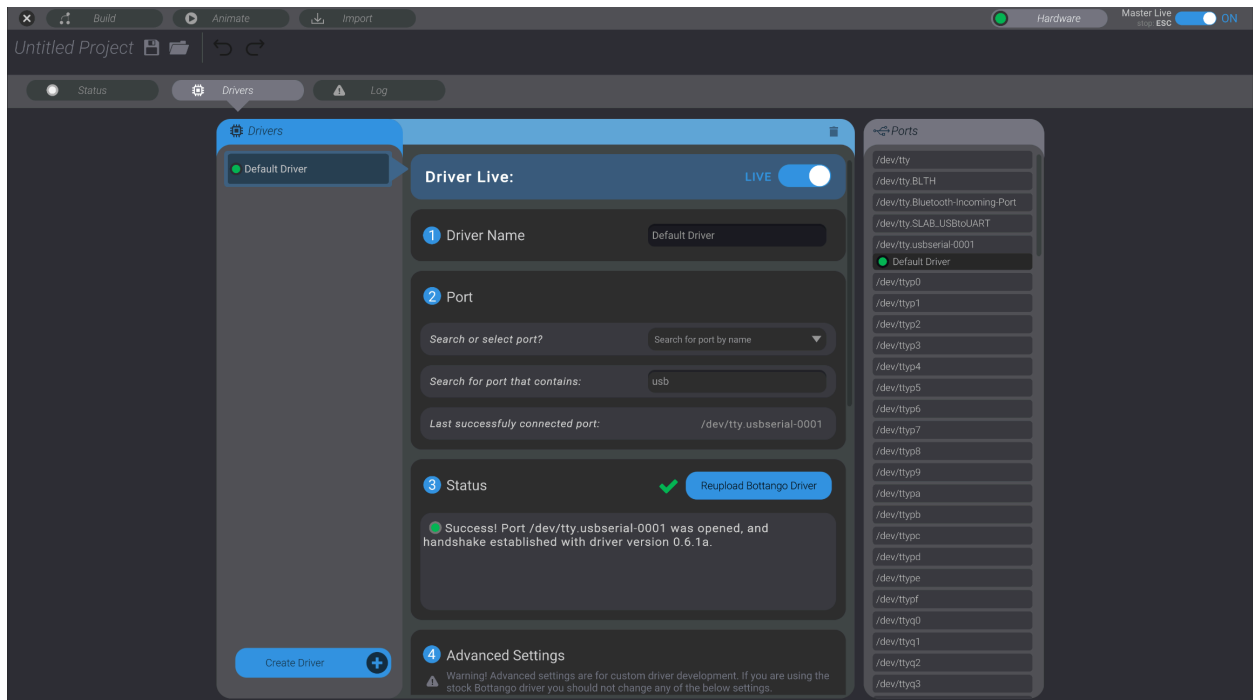 Build
Animate
Import
Hardware
Master Live
stop: ESC
ON
Untitled Project
Status
Drivers
Log
Drivers
Default Driver
Create Driver
Driver Live:
LIVE
1 Driver Name
Default Driver
2 Port
Search or select port?
Search for port by name
Search for port that contains:
usb
Last successfuly connected port:
/dev/tty.usbserial-0001
3 Status
Reupload Bottango Driver
Success! Port /dev/tty.usbserial-0001 was opened, and
handshake established with driver version 0.6.1a.
4 Advanced Settings
Warning! Advanced settings are for custom driver development. If you are using the
stock Bottango driver you should not change any of the below settings.
Ports
/dev/tty
/dev/tty.BLTH
/dev/tty.Bluetooth-Incoming-Port
/dev/tty.SLAB_USBtoUART
/dev/tty.usbserial-0001
Default Driver
/dev/ttyp0
/dev/ttyp1
/dev/ttyp2
/dev/ttyp3
/dev/ttyp4
/dev/ttyp5
/dev/ttyp6
/dev/ttyp7
/dev/ttyp8
/dev/ttyp9
/dev/ttypa
/dev/ttypb
/dev/ttypc
/dev/ttypd
/dev/ttype
/dev/ttypf
/dev/ttyq0
/dev/ttyq1
/dev/ttyq2
/dev/ttyq3